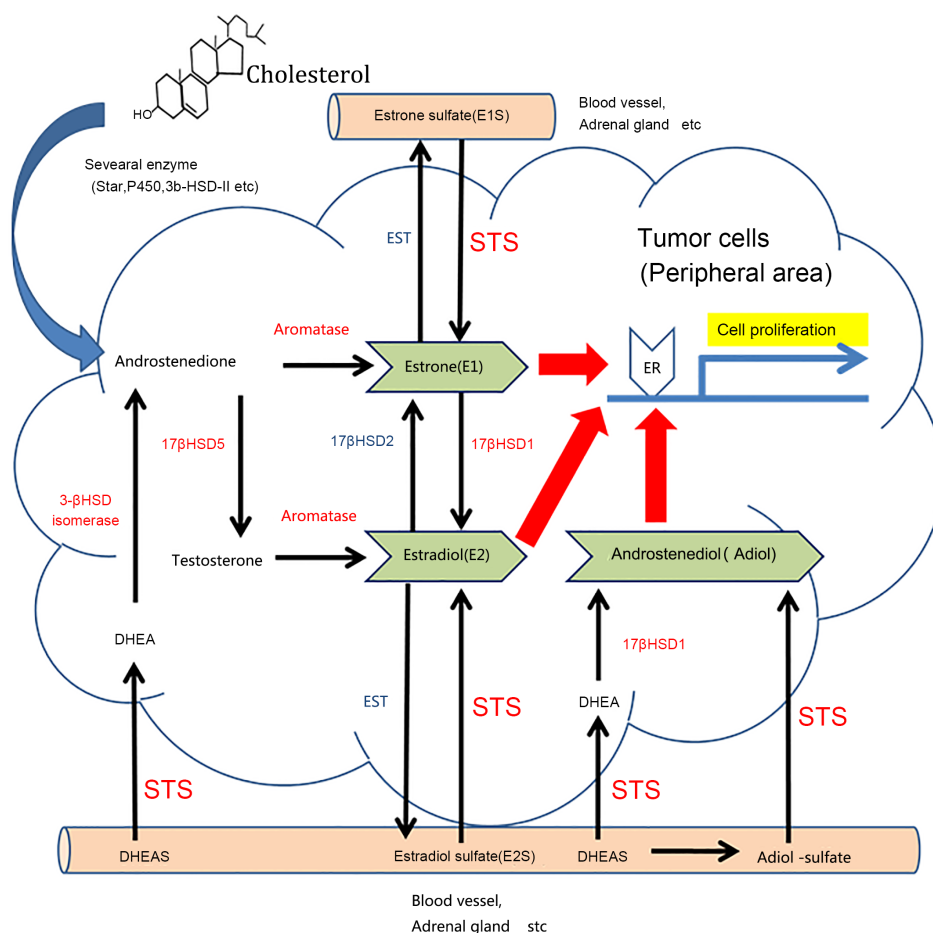 Cholesterol
HO
Sevearal enzyme
(Star,P450,3b-HSD-II etc)
Estrone sulfate(E1S)
Blood vessel,
Adrenal gland etc
EST
STS
Tumor cells
(Peripheral area)
Cell proliferation
Aromatase
Androstenedione
Estrone(E1)
ER
17βHSD5
17βHSD2
17βHSD1
3-βHSD
isomerase
Aromatase
Testosterone
Estradiol(E2)
Androstenediol( Adiol)
DHEA
17βHSD1
EST
STS
DHEA
STS
STS
STS
DHEAS
Estradiol sulfate(E2S)
DHEAS
Adiol -sulfate
Blood vessel,
Adrenal gland stc